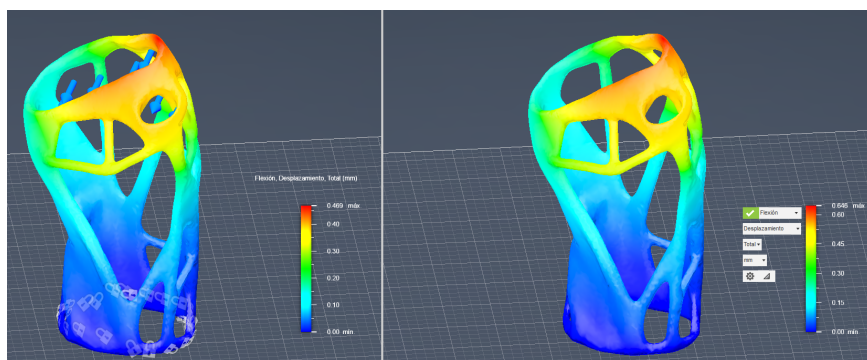 Flexión, Desplazamiento, Total (mm)
0.469 máx
0.40
0.30
0.20
0.10
0.00 mín
Flexión
Desplazamiento
Total
mm
0.646 máx
0.60
0.45
0.30
0.15
0.00 mín